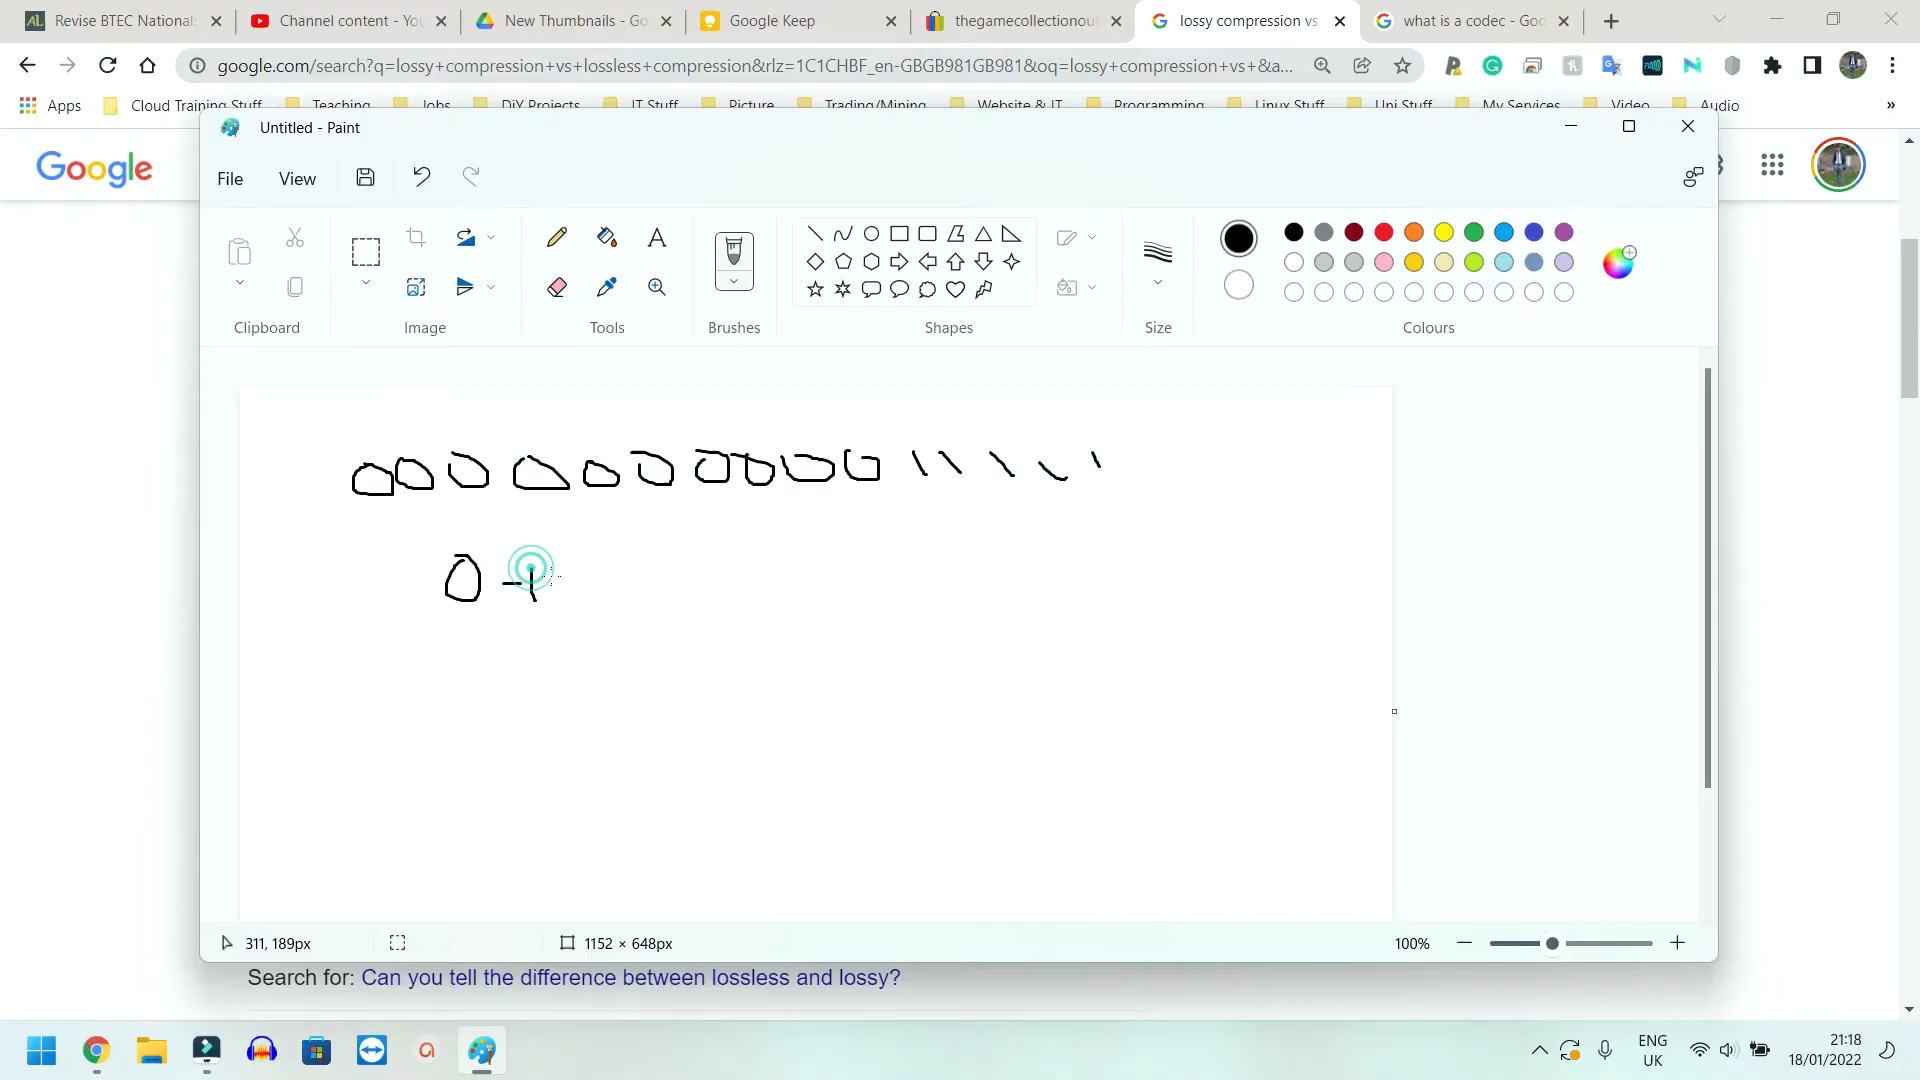 Revise BTEC National:
Channel content - You
New Thumbnails - Go
Google Keep
thegamecollectionout
lossy compression vs
what is a codec - Goo
google.com/search?q=lossy+compression+vs+lossless+compression&rlz=1C1CHBF_en-GBGB981GB981&oq=lossy+compression+vs+&a...
Apps Cloud Training Stuff Teaching Jobs DiY Projects IT Stuff Picture Trading/Mining Website & IT Programming Linux Stuff Uni Stuff My Services Video Audio »
Google
Untitled - Paint
File View
Clipboard Image Tools Brushes Shapes Size Colours
000000000011111
0 -
311, 189px 1152 × 648px 100%
Search for: Can you tell the difference between lossless and lossy?
ENG 21:18
UK 18/01/2022